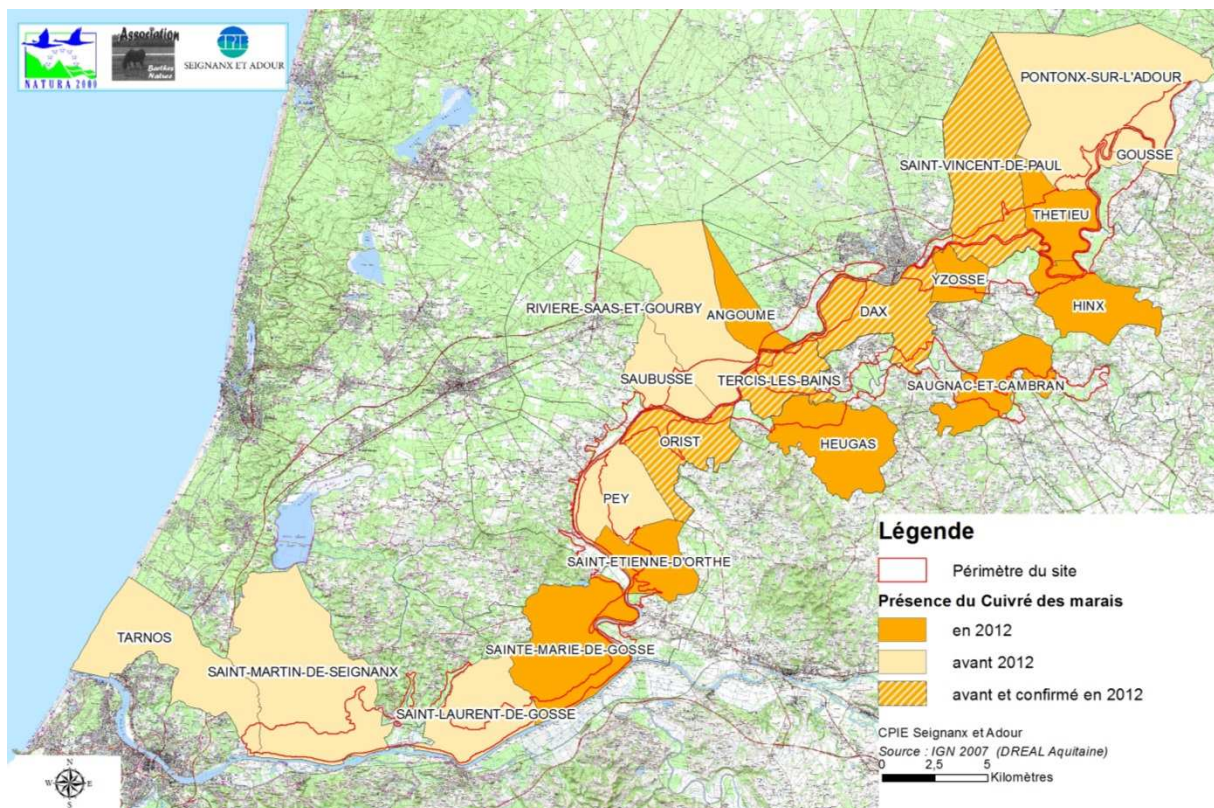 Association
Barthes
Nature
CPIE
SEIGNANX ET ADOUR
NATURA 2000
PONTONX-SUR-L'ADOUR
GOUSSE
SAINT-VINCENT-DE-PAUL
THETIEU
YZOSSE
HINX
DAX
RIVIERE-SAAS-ET-GOURBY
ANGOUME
SAUBUSSE
TERCIS-LES-BAINS
SAUGNAC-ET-CAMBRAN
ORIST
HEUGAS
PEY
SAINT-ETIENNE-D'ORTHE
TARNOS
SAINT-MARTIN-DE-SEIGNANX
SAINTE-MARIE-DE-GOSSE
SAINT-LAURENT-DE-GOSSE
Légende
Périmètre du site
Présence du Cuivré des marais
en 2012
avant 2012
avant et confirmé en 2012
CPIE Seignanx et Adour
Source : IGN 2007 (DREAL Aquitaine)
0 2,5 5
Kilomètres
N
W E
S